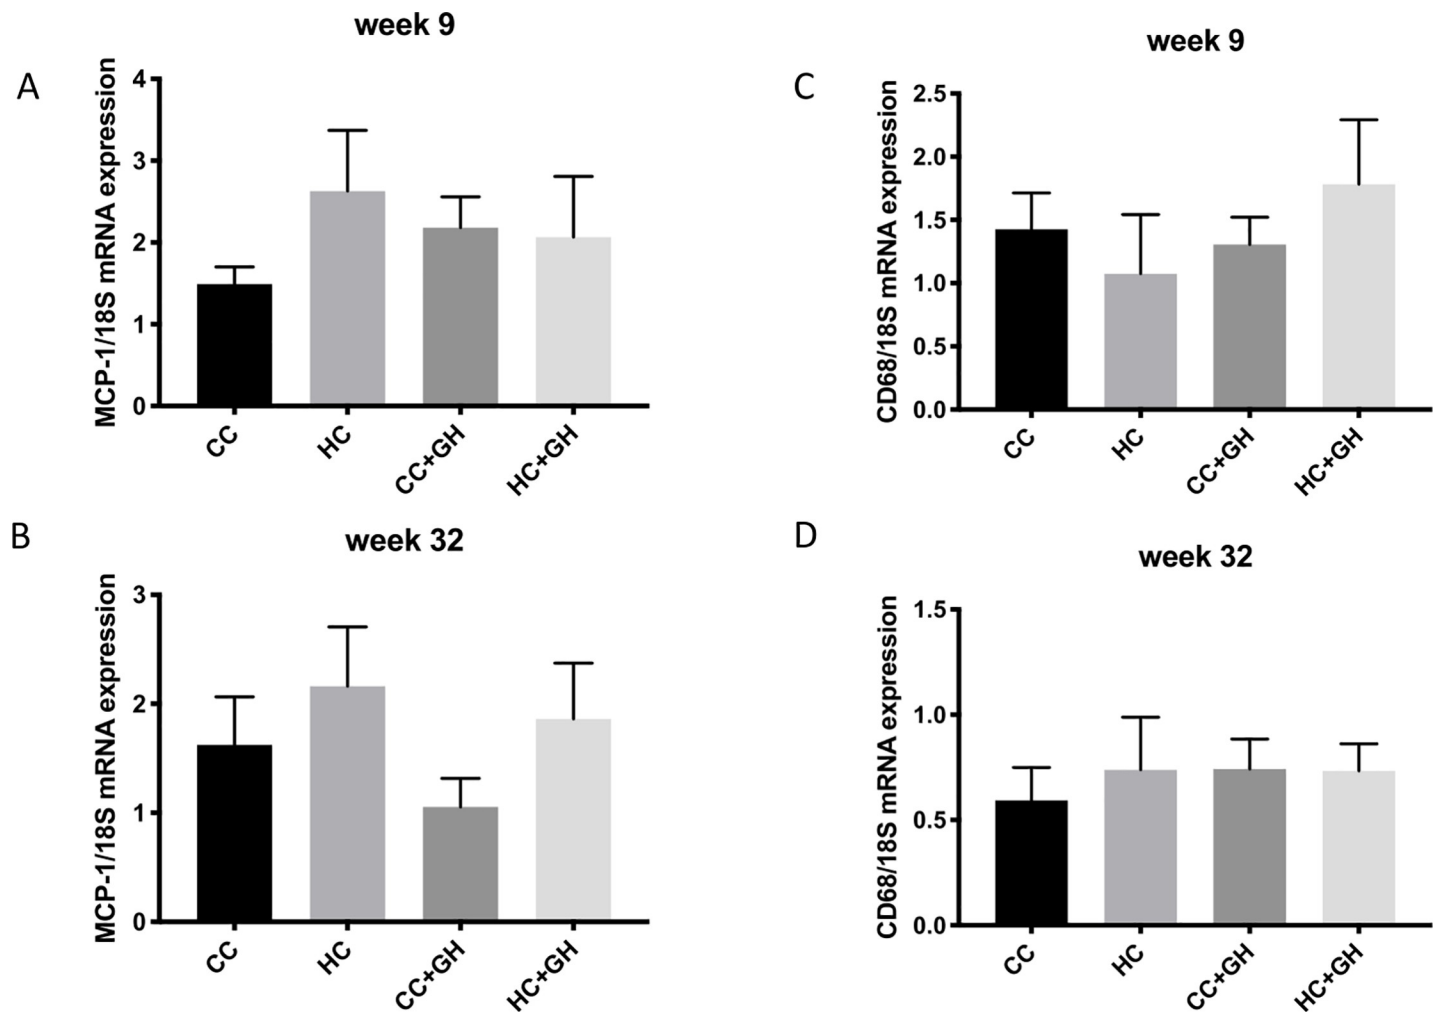 A
week 9
MCP-1/18S mRNA expression
4
3
2
1
0
CC
HC
CC+GH
HC+GH
C
week 9
CD68/18S mRNA expression
2.5
2.0
1.5
1.0
0.5
0.0
CC
HC
CC+GH
HC+GH
B
week 32
MCP-1/18S mRNA expression
3
2
1
0
CC
HC
CC+GH
HC+GH
D
week 32
CD68/18S mRNA expression
1.5
1.0
0.5
0.0
CC
HC
CC+GH
HC+GH